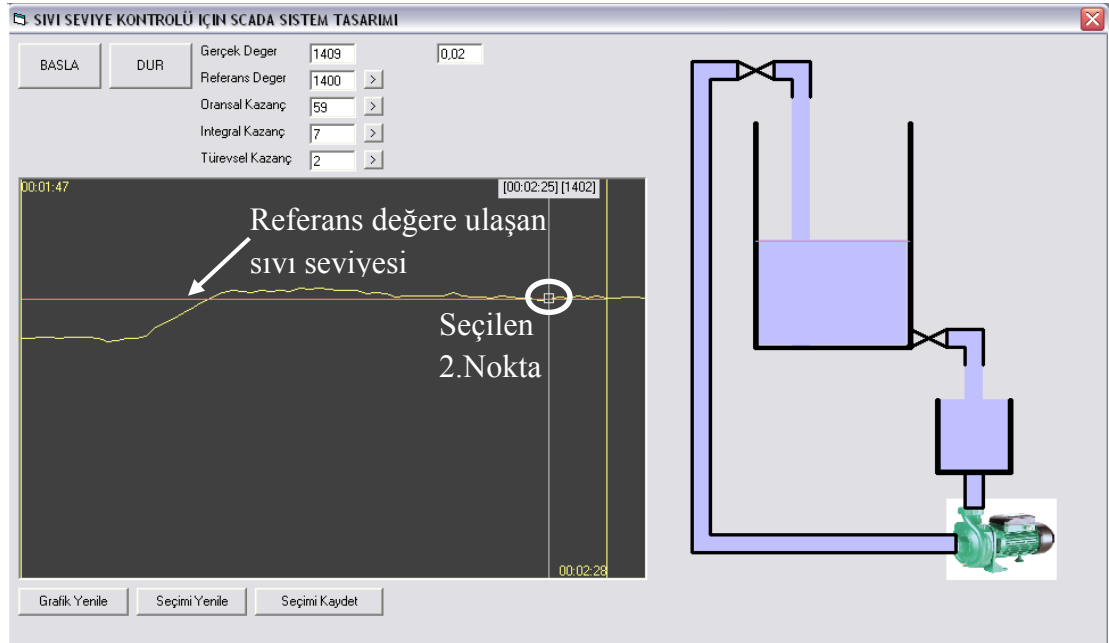 SIVI SEVIYE KONTROLÜ IÇIN SCADA SISTEM TASARIMI
BASLA
DUR
Gerçek Deger 1409 0,02
Referans Deger 1400 >
Oransal Kazanç 59 >
Integral Kazanç 7 >
Türevsel Kazanç 2 >
00:01:47
[00:02:25] [1402]
Referans değere ulaşan
sıvı seviyesi
Seçilen
2.Nokta
00:02:28
Grafik Yenile
Seçimi Yenile
Seçimi Kaydet